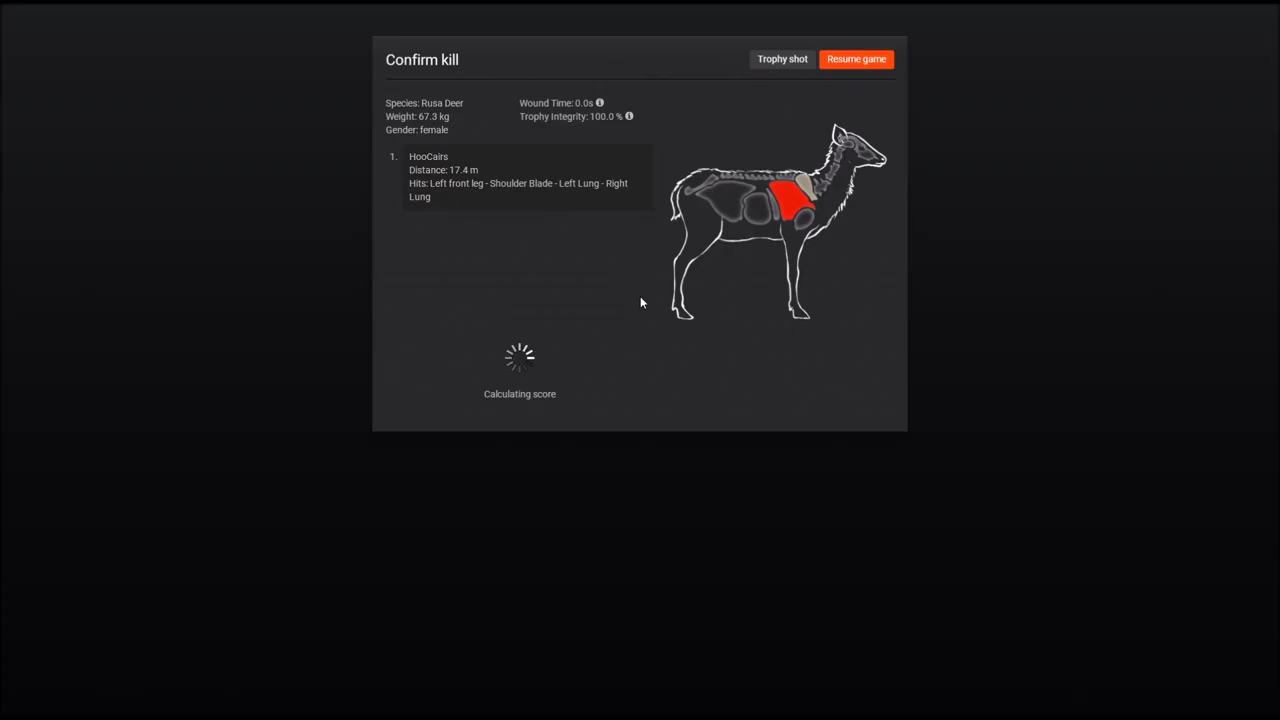 Confirm kill
Trophy shot
Resume game
Species: Rusa Deer
Weight: 67.3 kg
Gender: female
Wound Time: 0.0s
Trophy Integrity: 100.0 %
1.
HooCairs
Distance: 17.4 m
Hits: Left front leg - Shoulder Blade - Left Lung - Right
Lung
Calculating score